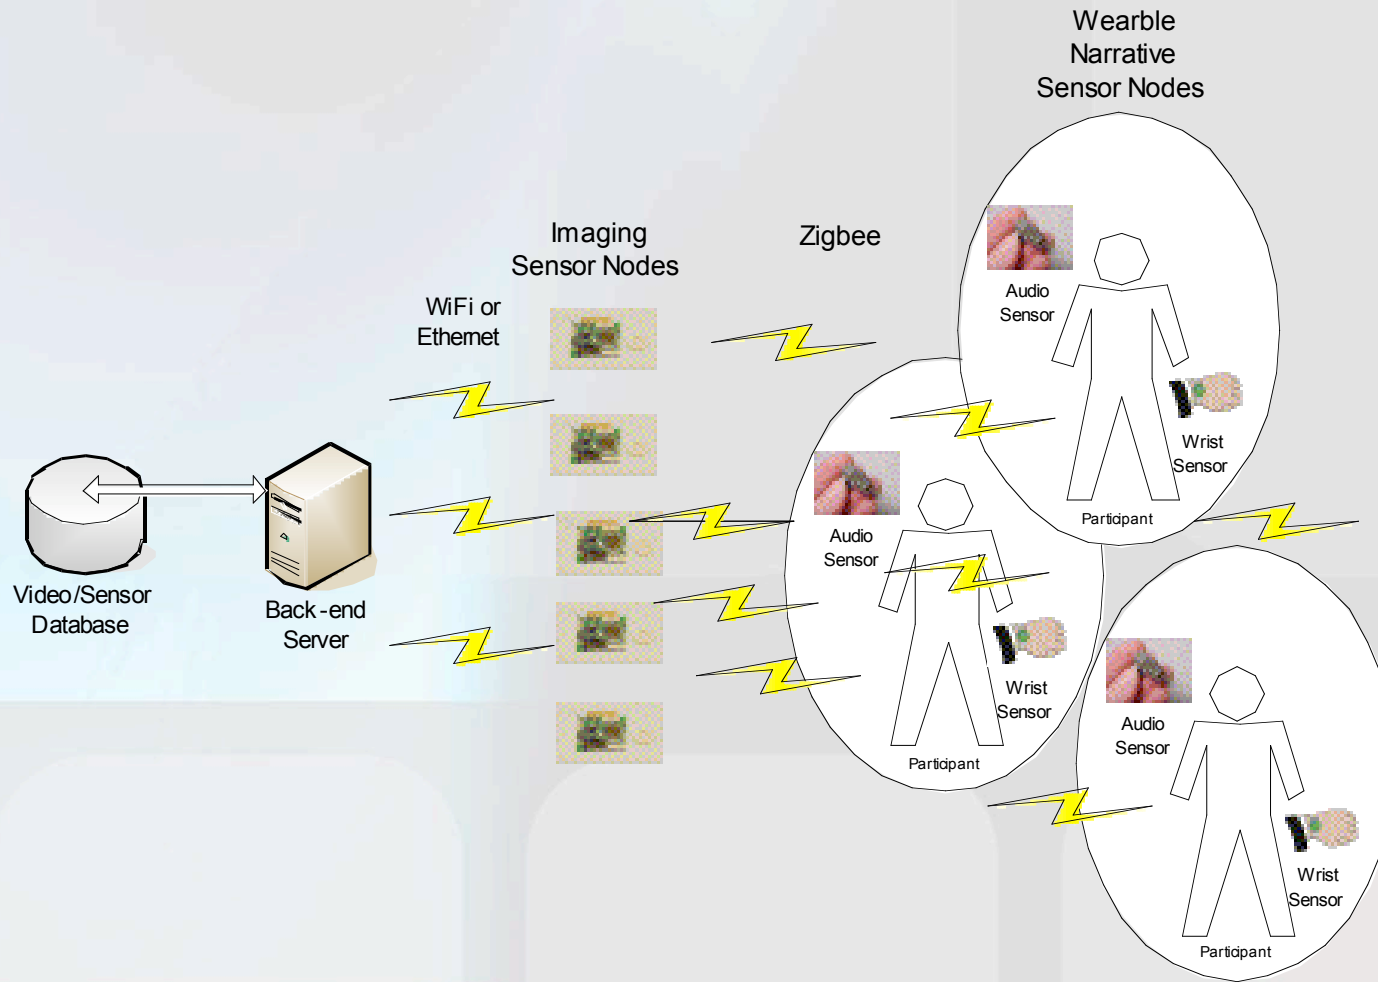 Wearble
Narrative
Sensor Nodes
Imaging
Sensor Nodes
Zigbee
WiFi or
Ethernet
Audio
Sensor
Wrist
Sensor
Participant
Audio
Sensor
Wrist
Sensor
Participant
Audio
Sensor
Wrist
Sensor
Participant
Video/Sensor
Database
Back-end
Server